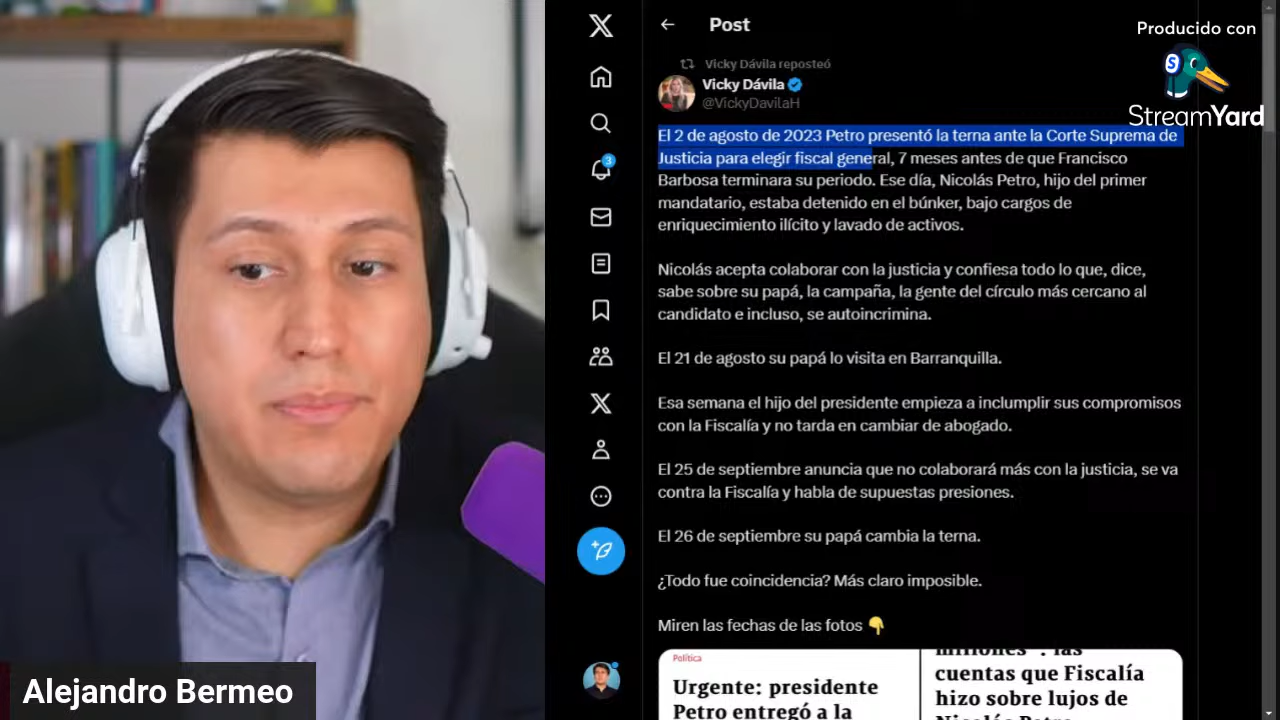 Post
Producido con
StreamYard
Vicky Dávila reposteó
Vicky Dávila
@VickyDavilaH
El 2 de agosto de 2023 Petro presentó la terna ante la Corte Suprema de
Justicia para elegir fiscal general, 7 meses antes de que Francisco
Barbosa terminara su periodo. Ese día, Nicolás Petro, hijo del primer
mandatario, estaba detenido en el búnker, bajo cargos de
enriquecimiento ilícito y lavado de activos.
Nicolás acepta colaborar con la justicia y confiesa todo lo que, dice,
sabe sobre su papá, la campaña, la gente del círculo más cercano al
candidato e incluso, se autoincrimina.
El 21 de agosto su papá lo visita en Barranquilla.
Esa semana el hijo del presidente empieza a inclumplir sus compromisos
con la Fiscalía y no tarda en cambiar de abogado.
El 25 de septiembre anuncia que no colaborará más con la justicia, se va
contra la Fiscalía y habla de supuestas presiones.
El 26 de septiembre su papá cambia la terna.
¿Todo fue coincidencia? Más claro imposible.
Miren las fechas de las fotos
Política
Urgente: presidente
Petro entregó a la
millones": las
cuentas que Fiscalía
hizo sobre lujos de
Nicolás Petro
3
Alejandro Bermeo